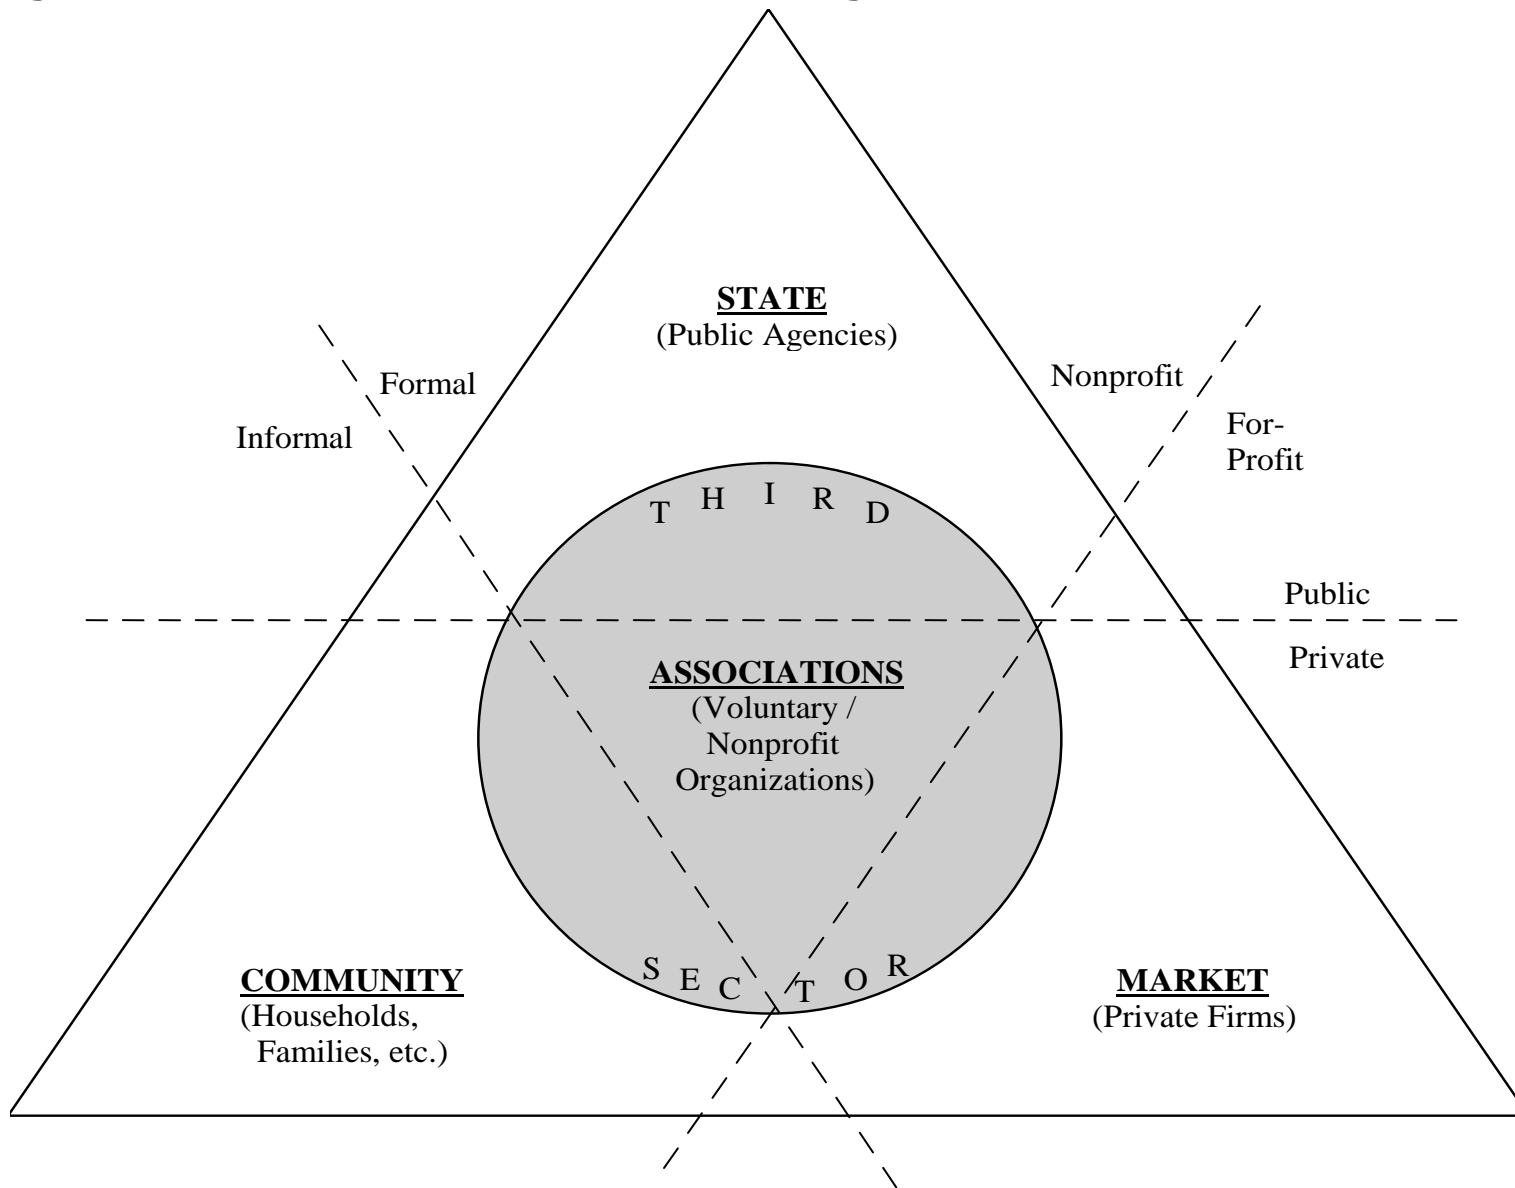 STATE
(Public Agencies)
Formal
Informal
Nonprofit
For-
Profit
T H I R D
Public
Private
ASSOCIATIONS
(Voluntary /
Nonprofit
Organizations)
S E C T O R
COMMUNITY
(Households,
Families, etc.)
MARKET
(Private Firms)